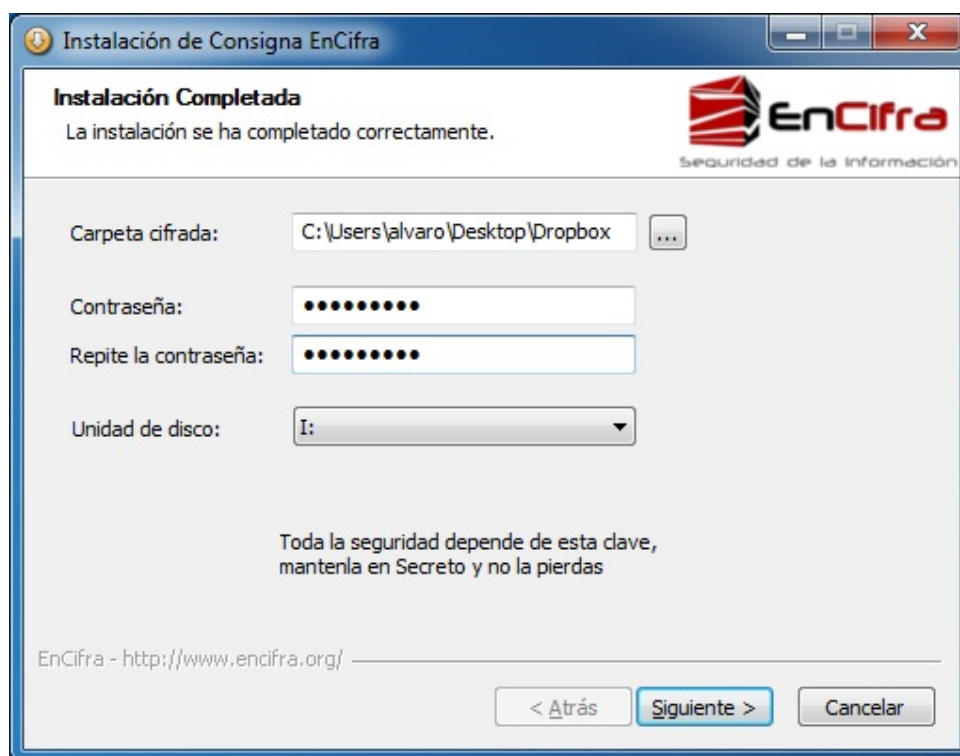 Instalación de Consigna EnCifra
Instalación Completada
La instalación se ha completado correctamente.
EnCifra
Seguridad de la Información
Carpeta cifrada: C:\Users\alvaro\Desktop\Dropbox ...
Contraseña: •••••••••
Repite la contraseña: •••••••••
Unidad de disco: I:
Toda la seguridad depende de esta clave,
mantenla en Secreto y no la pierdas
EnCifra - http://www.encifra.org/
< Atrás Siguiente > Cancelar